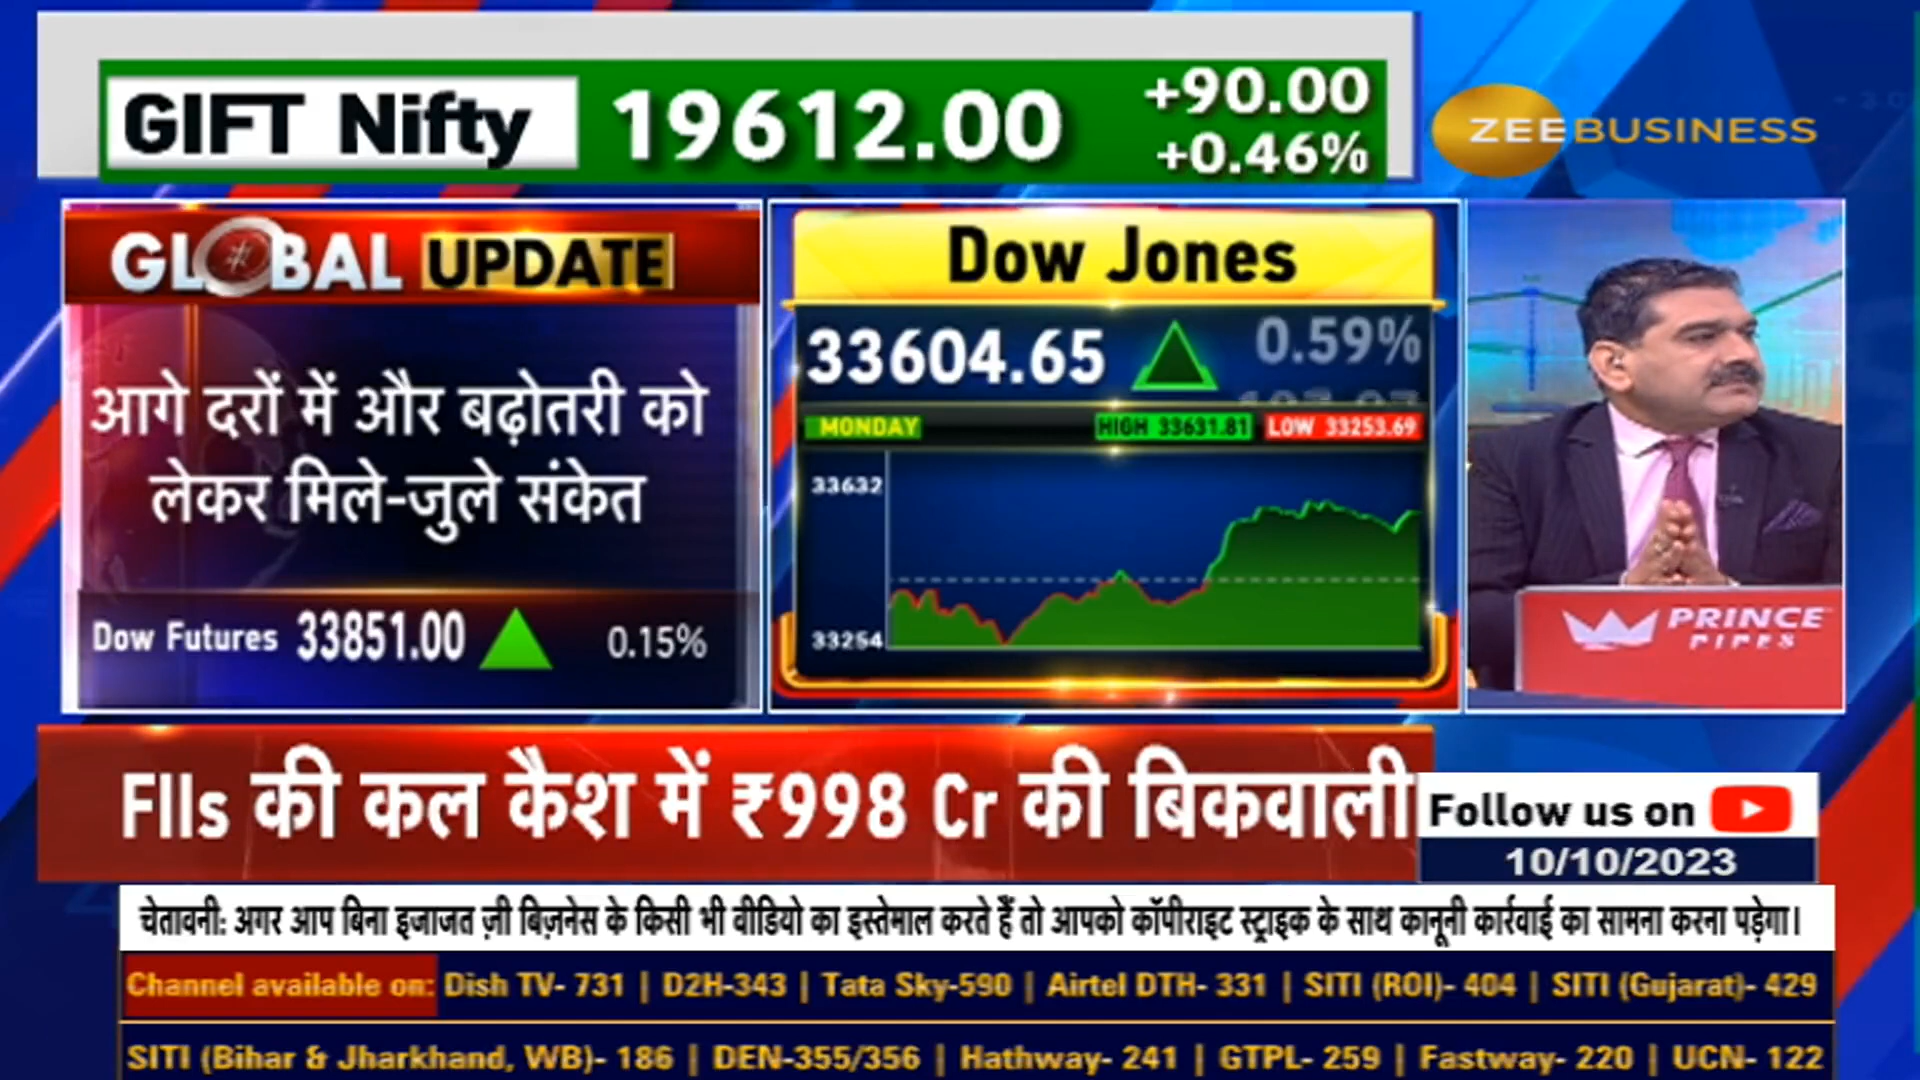 GIFT Nifty 19612.00 +90.00
+0.46%
ZEEBUSINESS
GLOBAL UPDATE
आगे दरों में और बढ़ोतरी को
लेकर मिले-जुले संकेत
Dow Futures 33851.00 0.15%
Dow Jones
33604.65 0.59%
MONDAY HIGH 33631.81 LOW 33253.69
33632
33254
PRINCE
PIPES
FIIs की कल कैश में ₹998 Cr की बिकवाली
Follow us on
10/10/2023
चेतावनी: अगर आप बिना इजाजत ज़ी बिज़नेस के किसी भी वीडियो का इस्तेमाल करते हैं तो आपको कॉपीराइट स्ट्राइक के साथ कानूनी कार्रवाई का सामना करना पड़ेगा।
Channel available on: Dish TV- 731 | D2H-343 | Tata Sky-590 | Airtel DTH- 331 | SITI (ROI)- 404 | SITI (Gujarat)- 429
SITI (Bihar & Jharkhand, WB)- 186 | DEN-355/356 | Hathway- 241 | GTPL- 259 | Fastway- 220 | UCN- 122